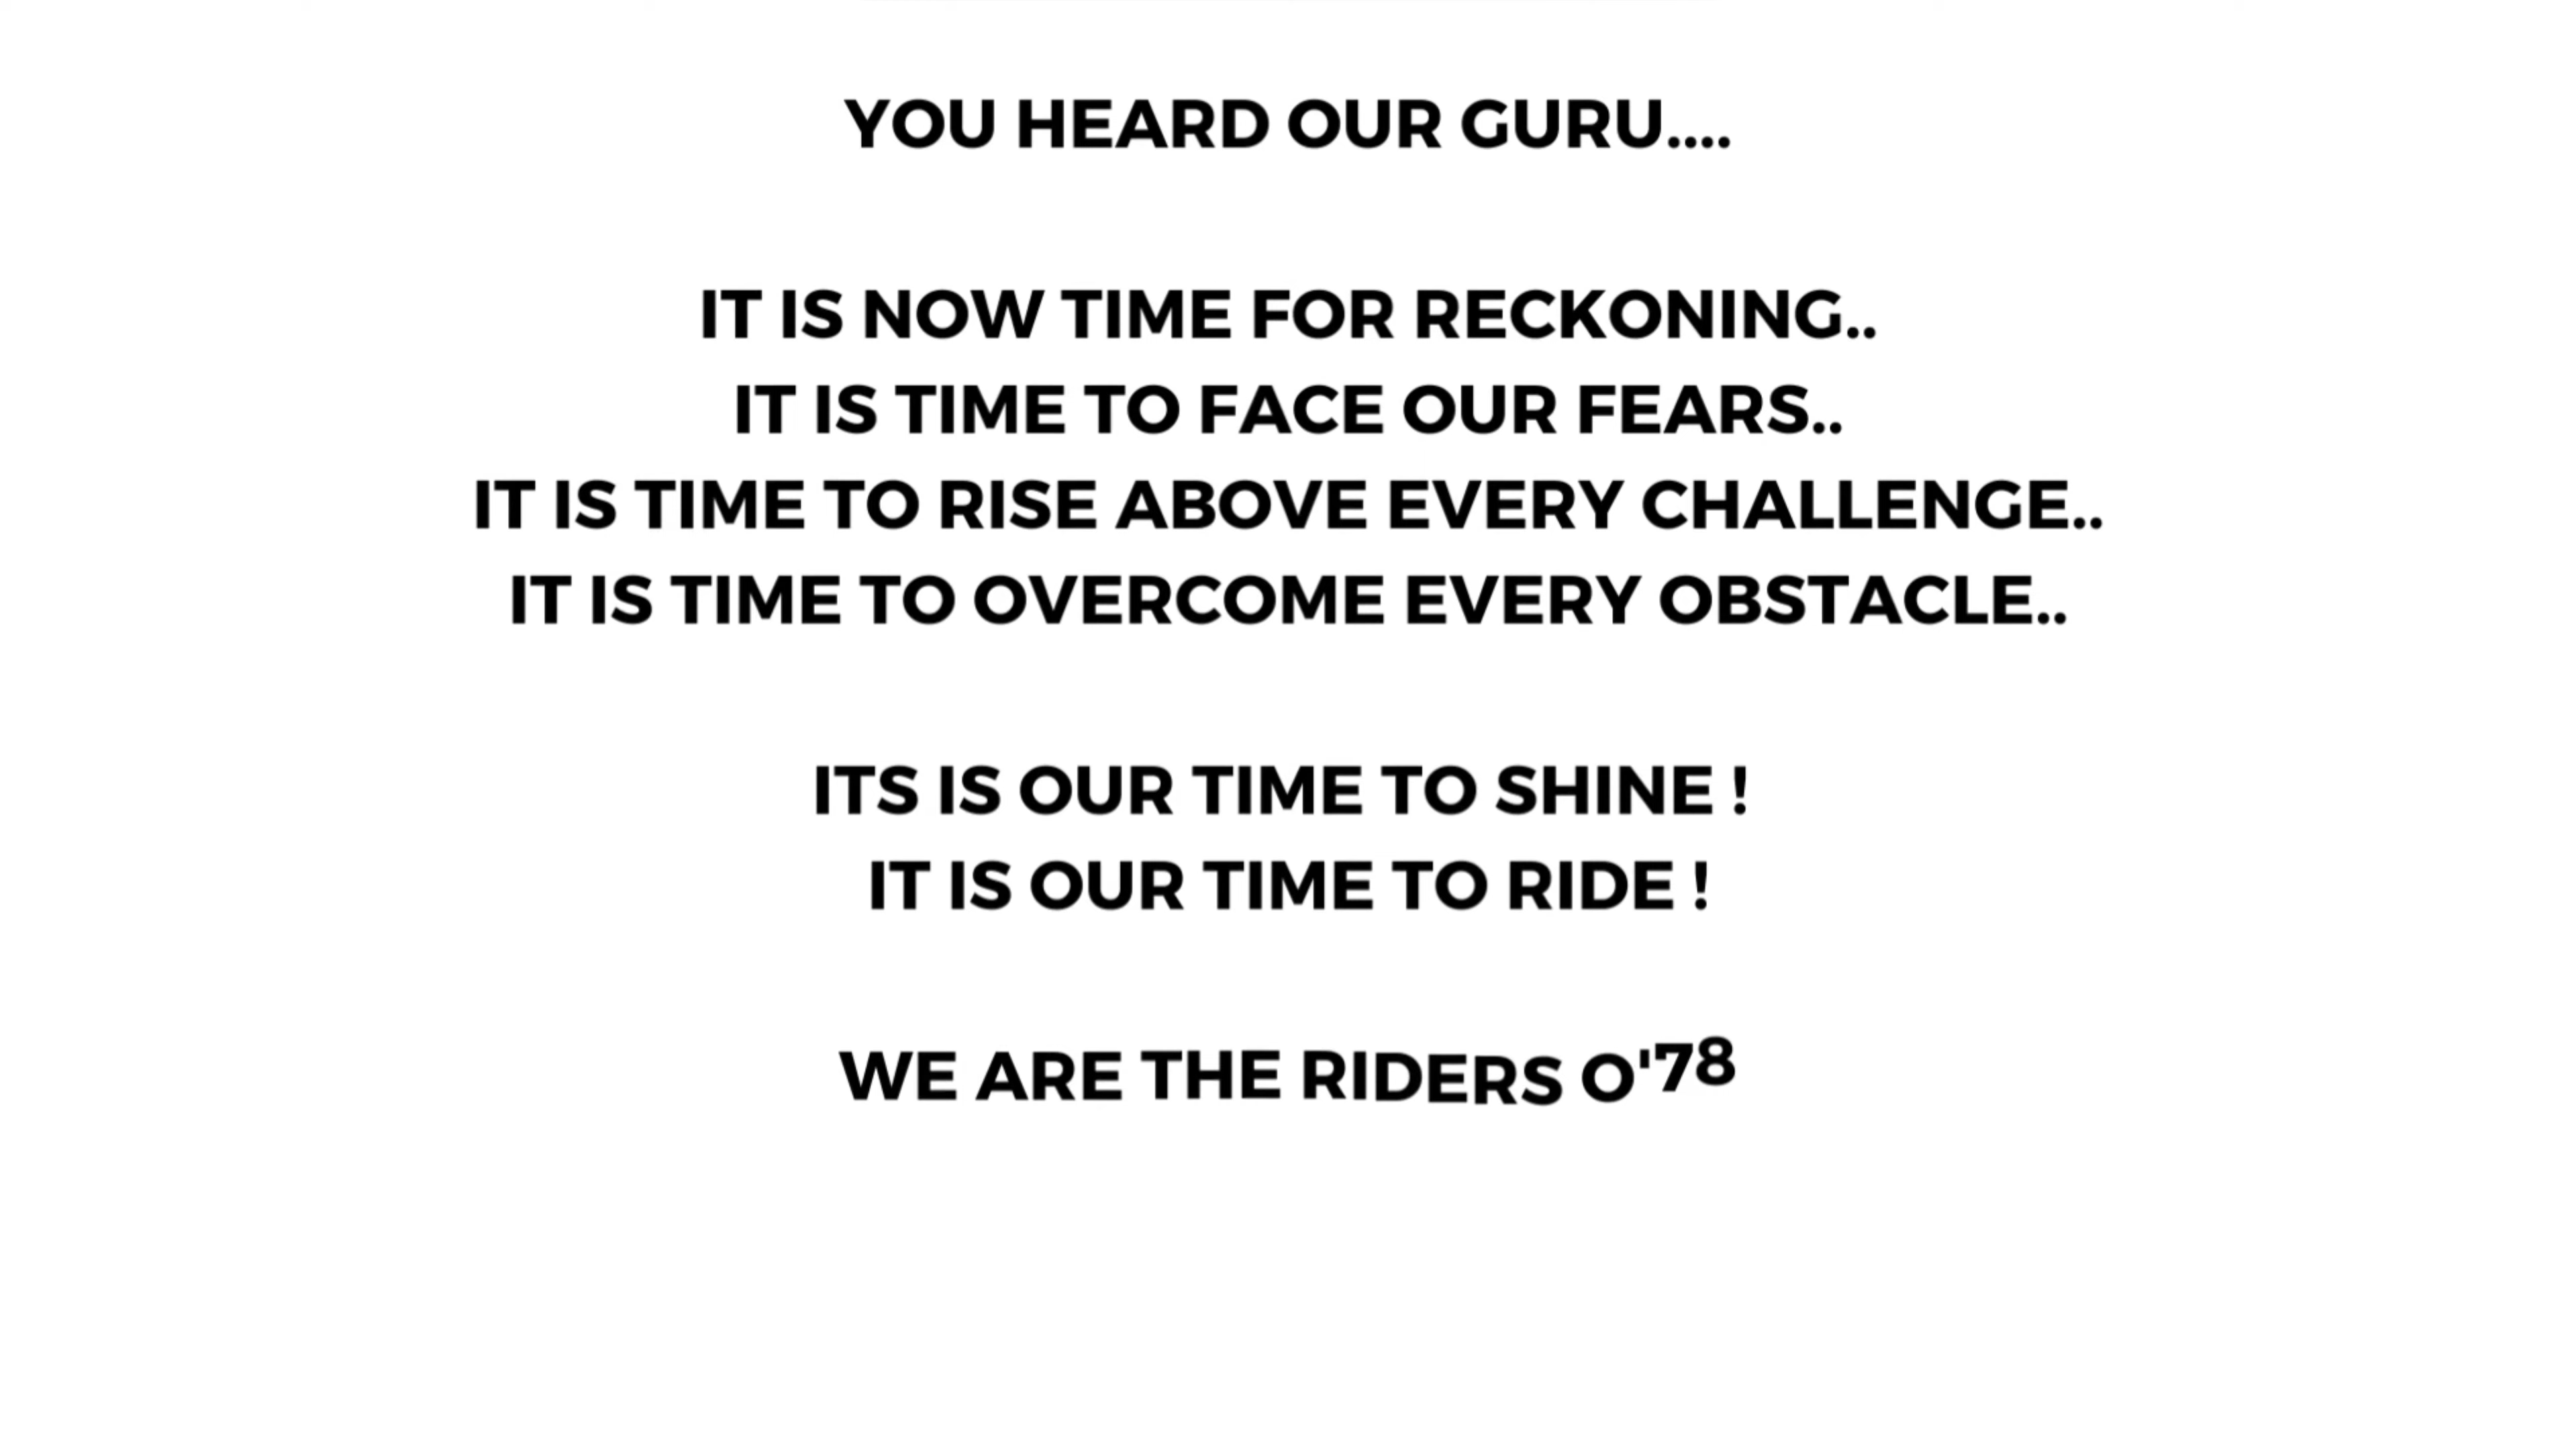 YOU HEARD OUR GURU....
IT IS NOW TIME FOR RECKONING..
IT IS TIME TO FACE OUR FEARS..
IT IS TIME TO RISE ABOVE EVERY CHALLENGE..
IT IS TIME TO OVERCOME EVERY OBSTACLE..
ITS IS OUR TIME TO SHINE !
IT IS OUR TIME TO RIDE !
WE ARE THE RIDERS O'78